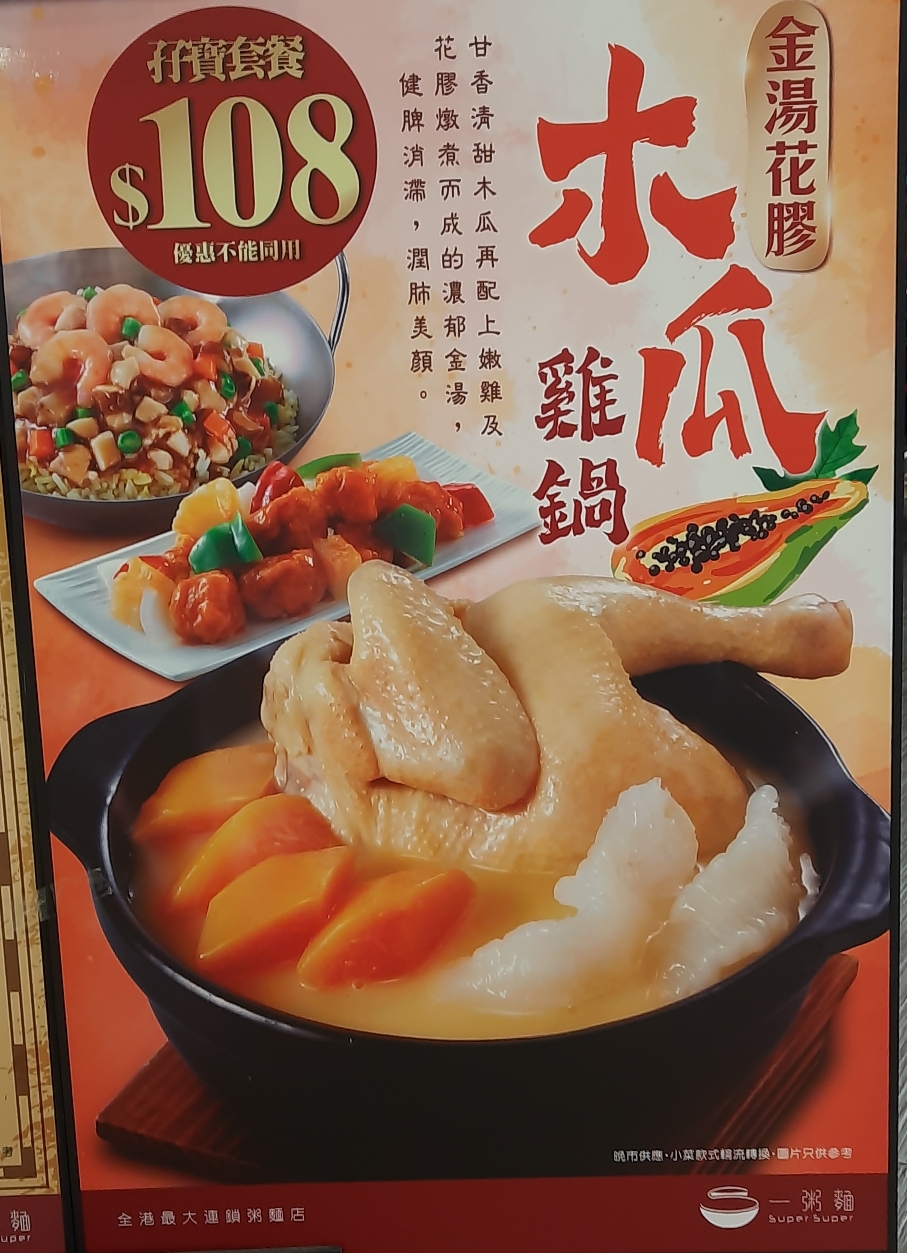 孖寶套餐
$108
優惠不能同用
金湯花膠
木瓜
雞鍋
甘香清甜木瓜再配上嫩雞及
花膠燉煮而成的濃郁金湯，
健脾消滯，潤肺美顏。
晚市供應·小菜款式輪流轉換·圖片只供參考
全港最大連鎖粥麵店
一粥麵
Super Super
麵
uper
考